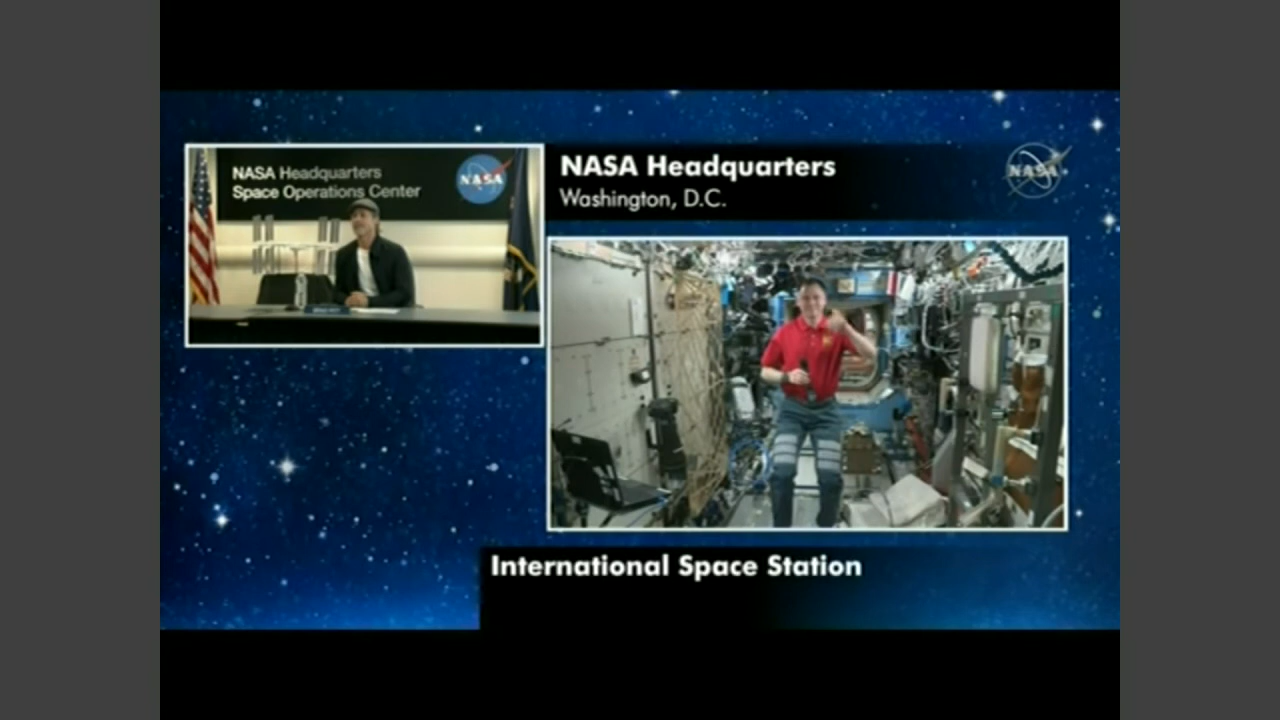 NASA Headquarters
Space Operations Center
NASA
NASA Headquarters
Washington, D.C.
NASA
International Space Station